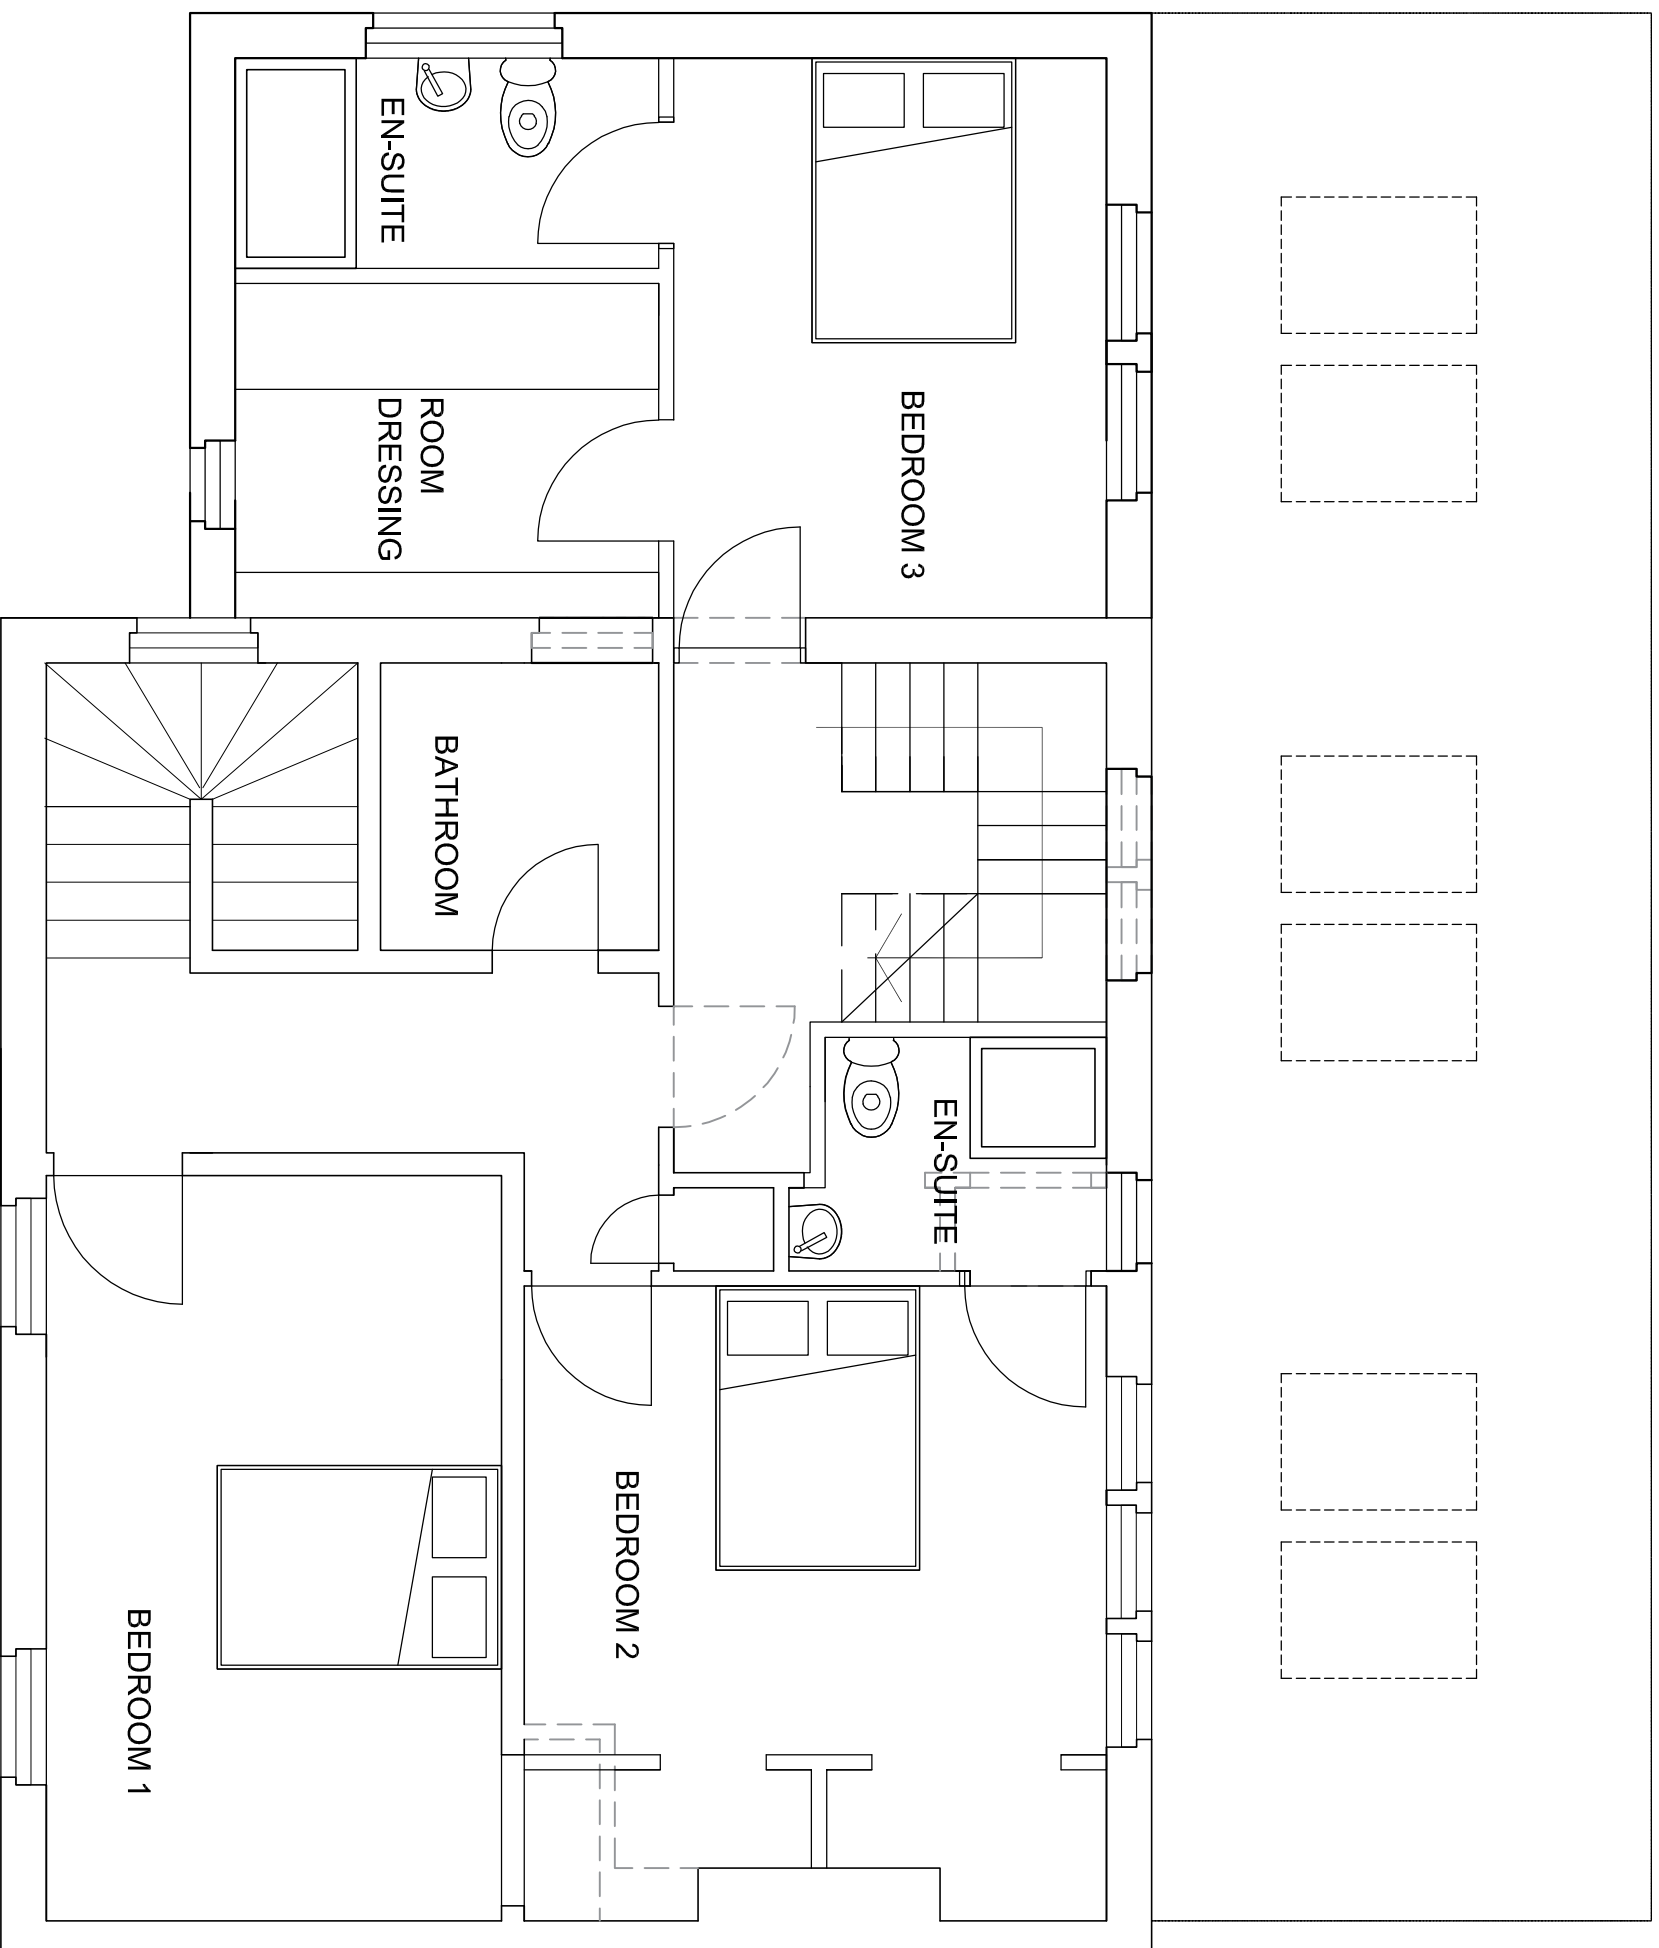 EN-SUITE
BEDROOM 3
BEDROOM 2
BATHROOM
ROOM
DRESSING
EN-SUITE
BEDROOM 1